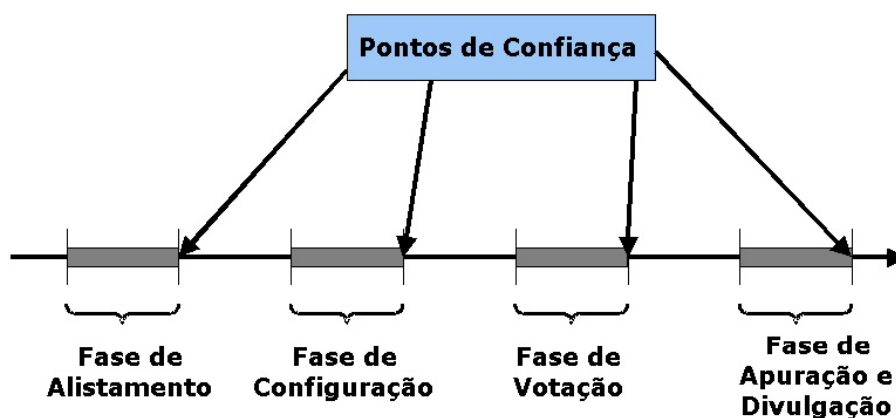 Pontos de Confiança
Fase de
Alistamento
Fase de
Configuração
Fase de
Votação
Fase de
Apuração e
Divulgação